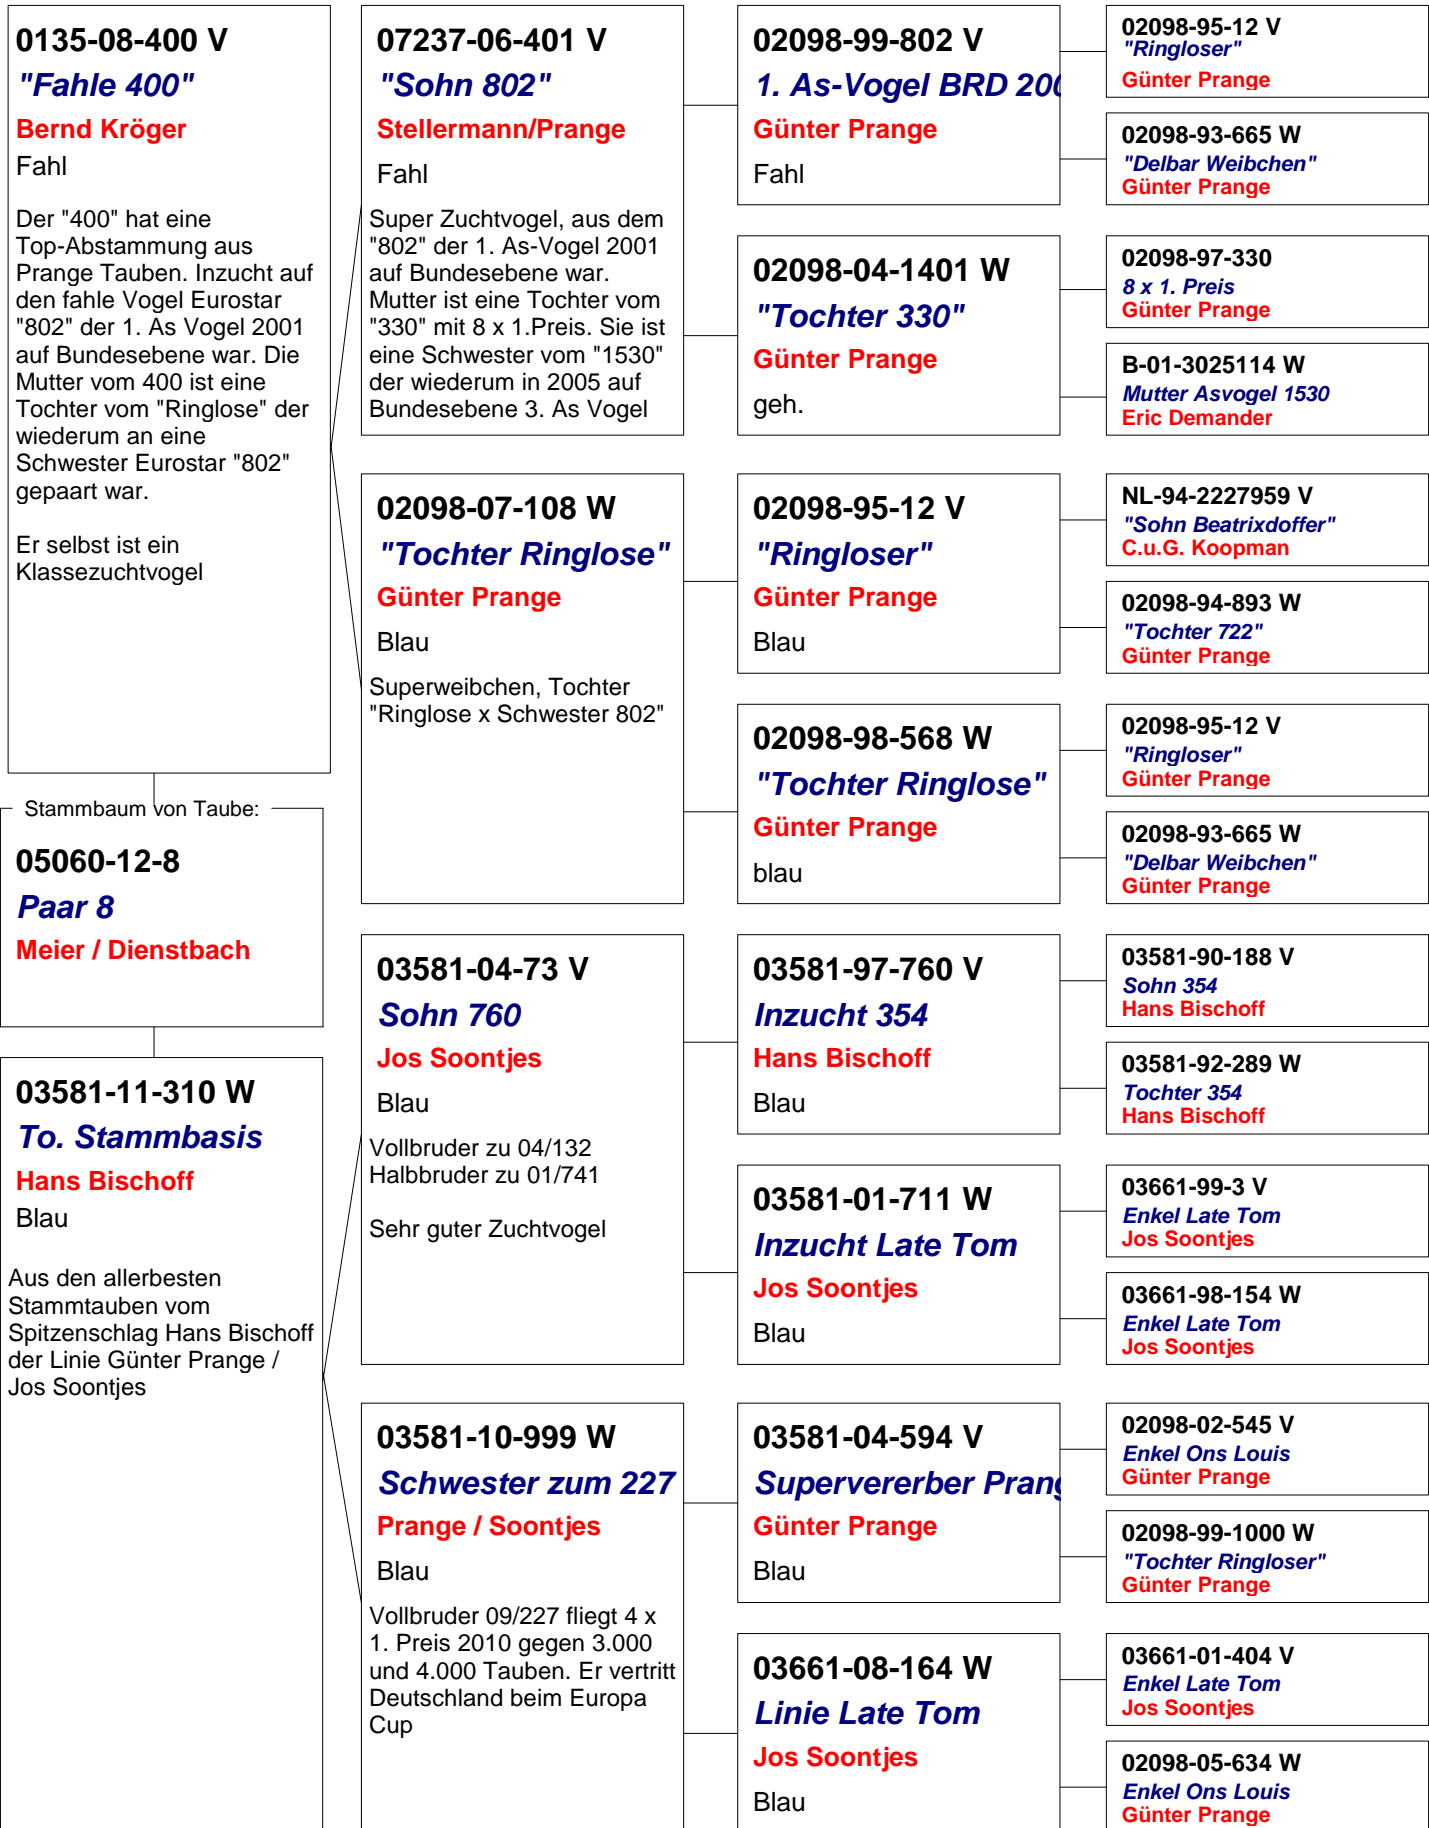 0135-08-400 V
"Fahle 400"
Bernd Kröger
Fahl
Der "400" hat eine
Top-Abstammung aus
Prange Tauben. Inzucht auf
den fahle Vogel Eurostar
"802" der 1. As Vogel 2001
auf Bundesebene war. Die
Mutter vom 400 ist eine
Tochter vom "Ringlose" der
wiederum an eine
Schwester Eurostar "802"
gepaart war.
Er selbst ist ein
Klassezuchtvogel
Stammbaum von Taube:
05060-12-8
Paar 8
Meier / Dienstbach
03581-11-310 W
To. Stammbasis
Hans Bischoff
Blau
Aus den allerbesten
Stammtauben vom
Spitzenschlag Hans Bischoff
der Linie Günter Prange /
Jos Soontjes
07237-06-401 V
"Sohn 802"
Stellermann/Prange
Fahl
Super Zuchtvogel, aus dem
"802" der 1. As-Vogel 2001
auf Bundesebene war.
Mutter ist eine Tochter vom
"330" mit 8 x 1.Preis. Sie ist
eine Schwester vom "1530"
der wiederum in 2005 auf
Bundesebene 3. As Vogel
02098-07-108 W
"Tochter Ringlose"
Günter Prange
Blau
Superweibchen, Tochter
"Ringlose x Schwester 802"
03581-04-73 V
Sohn 760
Jos Soontjes
Blau
Vollbruder zu 04/132
Halbbruder zu 01/741
Sehr guter Zuchtvogel
03581-10-999 W
Schwester zum 227
Prange / Soontjes
Blau
Vollbruder 09/227 fliegt 4 x
1. Preis 2010 gegen 3.000
und 4.000 Tauben. Er vertritt
Deutschland beim Europa
Cup
02098-99-802 V
1. As-Vogel BRD 200
Günter Prange
Fahl
02098-04-1401 W
"Tochter 330"
Günter Prange
geh.
02098-95-12 V
"Ringloser"
Günter Prange
Blau
02098-98-568 W
"Tochter Ringlose"
Günter Prange
blau
03581-97-760 V
Inzucht 354
Hans Bischoff
Blau
03581-01-711 W
Inzucht Late Tom
Jos Soontjes
Blau
03581-04-594 V
Supervererber Prang
Günter Prange
Blau
03661-08-164 W
Linie Late Tom
Jos Soontjes
Blau
02098-95-12 V
"Ringloser"
Günter Prange
02098-93-665 W
"Delbar Weibchen"
Günter Prange
02098-97-330
8 x 1. Preis
Günter Prange
B-01-3025114 W
Mutter Asvogel 1530
Eric Demander
NL-94-2227959 V
"Sohn Beatrixdoffer"
C.u.G. Koopman
02098-94-893 W
"Tochter 722"
Günter Prange
02098-95-12 V
"Ringloser"
Günter Prange
02098-93-665 W
"Delbar Weibchen"
Günter Prange
03581-90-188 V
Sohn 354
Hans Bischoff
03581-92-289 W
Tochter 354
Hans Bischoff
03661-99-3 V
Enkel Late Tom
Jos Soontjes
03661-98-154 W
Enkel Late Tom
Jos Soontjes
02098-02-545 V
Enkel Ons Louis
Günter Prange
02098-99-1000 W
"Tochter Ringloser"
Günter Prange
03661-01-404 V
Enkel Late Tom
Jos Soontjes
02098-05-634 W
Enkel Ons Louis
Günter Prange